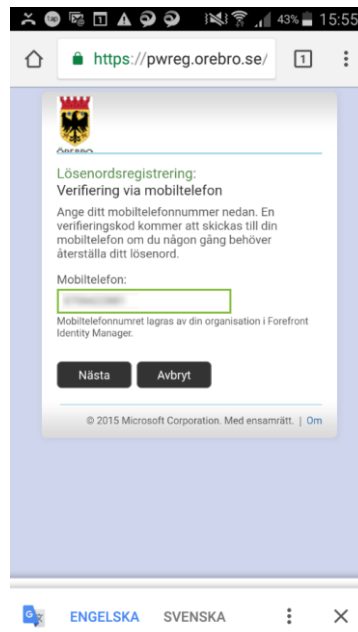 43% 15:55
https://pwreg.orebro.se/ 1
ÖREBRO
Lösenordsregistrering:
Verifiering via mobiltelefon
Ange ditt mobiltelefonnummer nedan. En
verifieringskod kommer att skickas till din
mobiltelefon om du någon gång behöver
återställa ditt lösenord.
Mobiltelefon:
Mobiltelefonnumret lagras av din organisation i Forefront
Identity Manager.
Nästa Avbryt
© 2015 Microsoft Corporation. Med ensamrätt. | Om
ENGELSKA SVENSKA